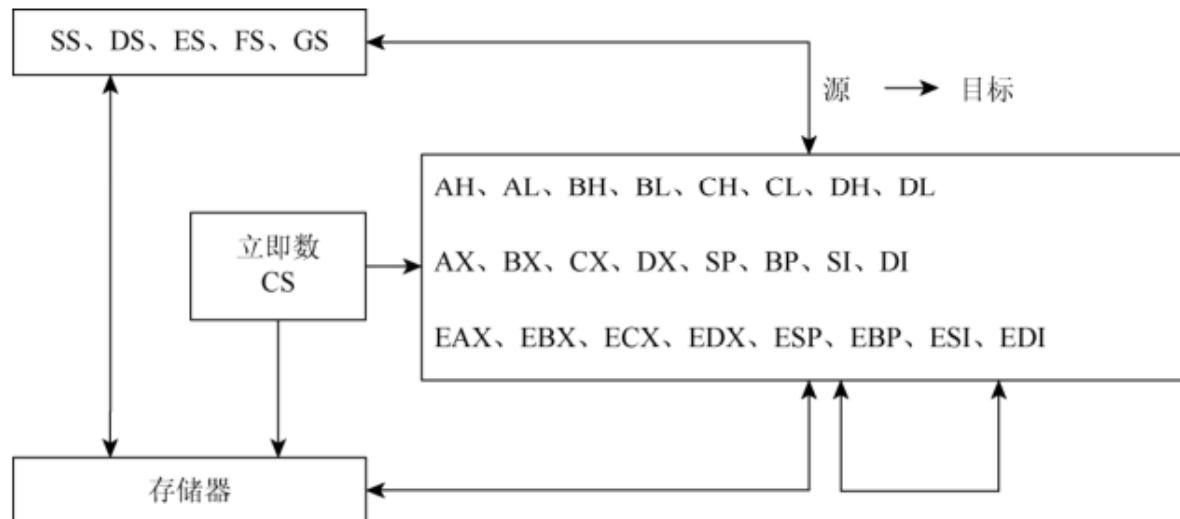 SS、DS、ES、FS、GS
源 → 目标
AH、AL、BH、BL、CH、CL、DH、DL
立即数
CS
AX、BX、CX、DX、SP、BP、SI、DI
EAX、EBX、ECX、EDX、ESP、EBP、ESI、EDI
存储器